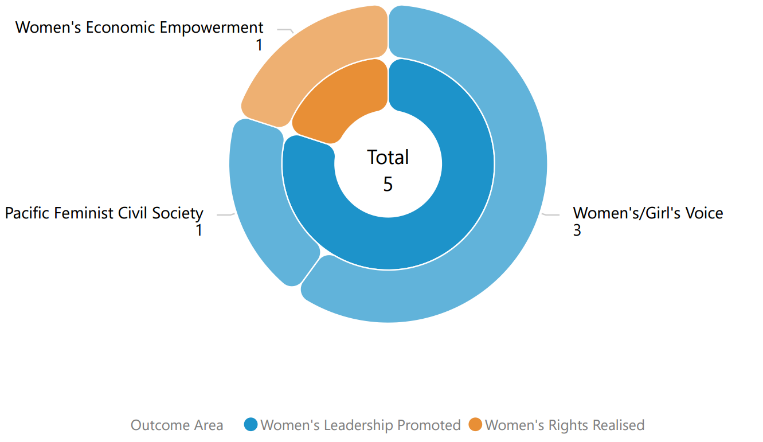 Women's Economic Empowerment
1
Total
5
Pacific Feminist Civil Society
1
Women's/Girl's Voice
3
Outcome Area Women's Leadership Promoted Women's Rights Realised